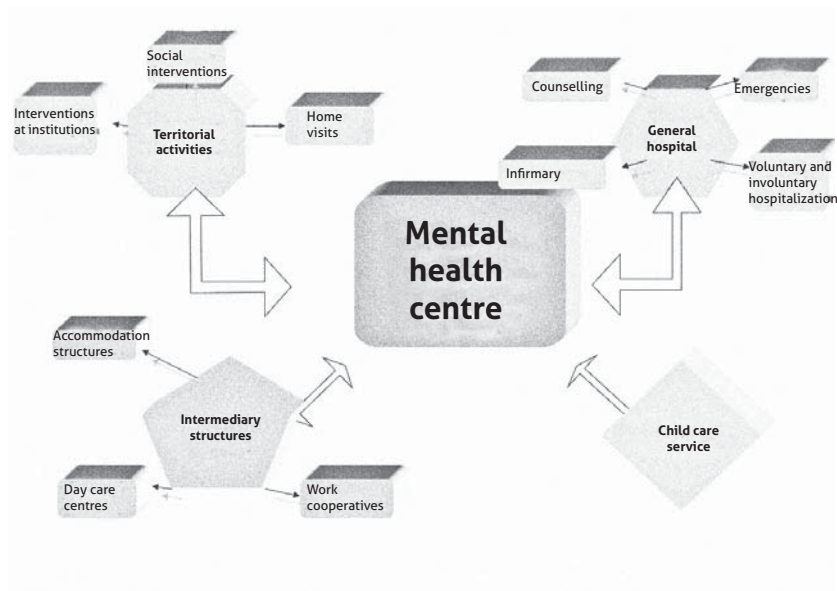 Social
interventions
Interventions
at institutions
Territorial
activities
Home
visits
Counselling
Emergencies
General
hospital
Infirmary
Voluntary and
involuntary
hospitalization
Mental
health
centre
Accommodation
structures
Intermediary
structures
Day care
centres
Work
cooperatives
Child care
service